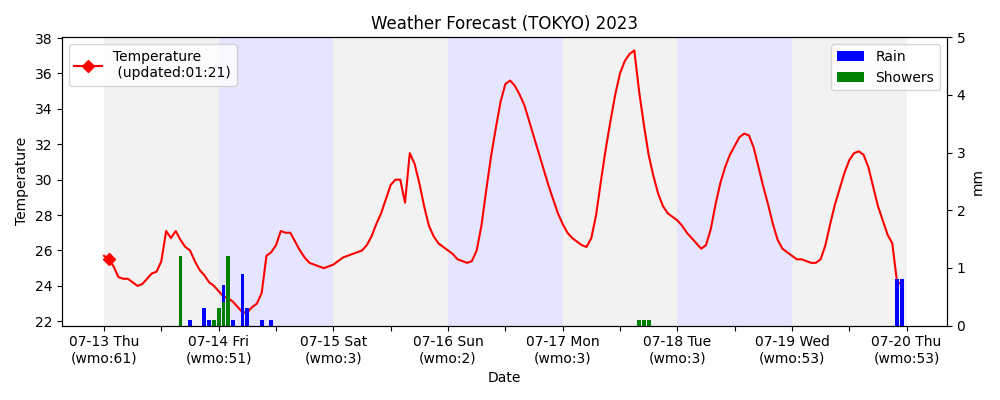 Weather Forecast (TOKYO) 2023
Temperature
(updated:01:21)
Rain
Showers
38
36
34
32
30
28
26
24
22
Temperature
5
4
3
2
1
0
mm
07-13 Thu
(wmo:61)
07-14 Fri
(wmo:51)
07-15 Sat
(wmo:3)
07-16 Sun
(wmo:2)
07-17 Mon
(wmo:3)
07-18 Tue
(wmo:3)
07-19 Wed
(wmo:53)
07-20 Thu
(wmo:53)
Date